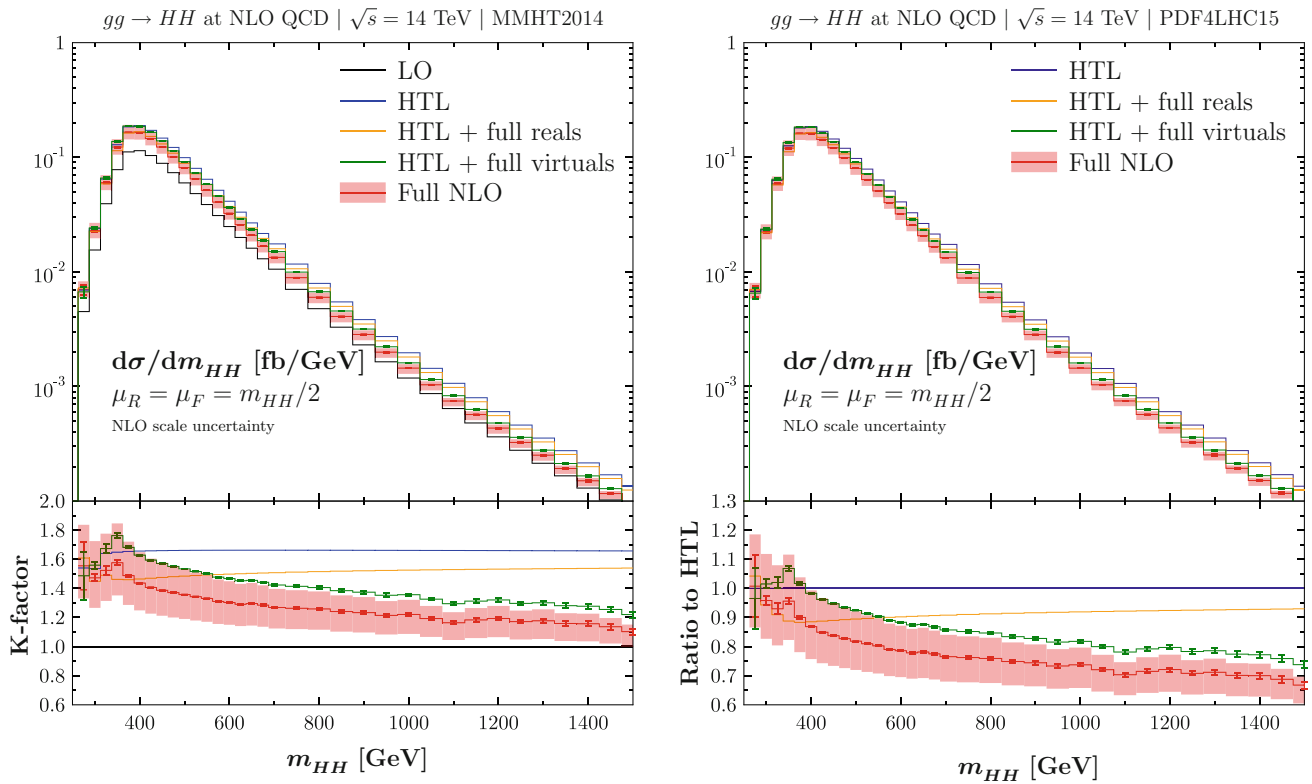 gg → HH at NLO QCD | √s = 14 TeV | MMHT2014
1
10⁻¹
10⁻²
10⁻³
LO
HTL
HTL + full reals
HTL + full virtuals
Full NLO
dσ/dm_HH [fb/GeV]
μ_R = μ_F = m_HH/2
NLO scale uncertainty
2.0
1.8
1.6
1.4
1.2
1.0
0.8
0.6
K-factor
400 600 800 1000 1200 1400
m_HH [GeV]
gg → HH at NLO QCD | √s = 14 TeV | PDF4LHC15
1
10⁻¹
10⁻²
10⁻³
HTL
HTL + full reals
HTL + full virtuals
Full NLO
dσ/dm_HH [fb/GeV]
μ_R = μ_F = m_HH/2
NLO scale uncertainty
1.3
1.2
1.1
1.0
0.9
0.8
0.7
0.6
Ratio to HTL
400 600 800 1000 1200 1400
m_HH [GeV]